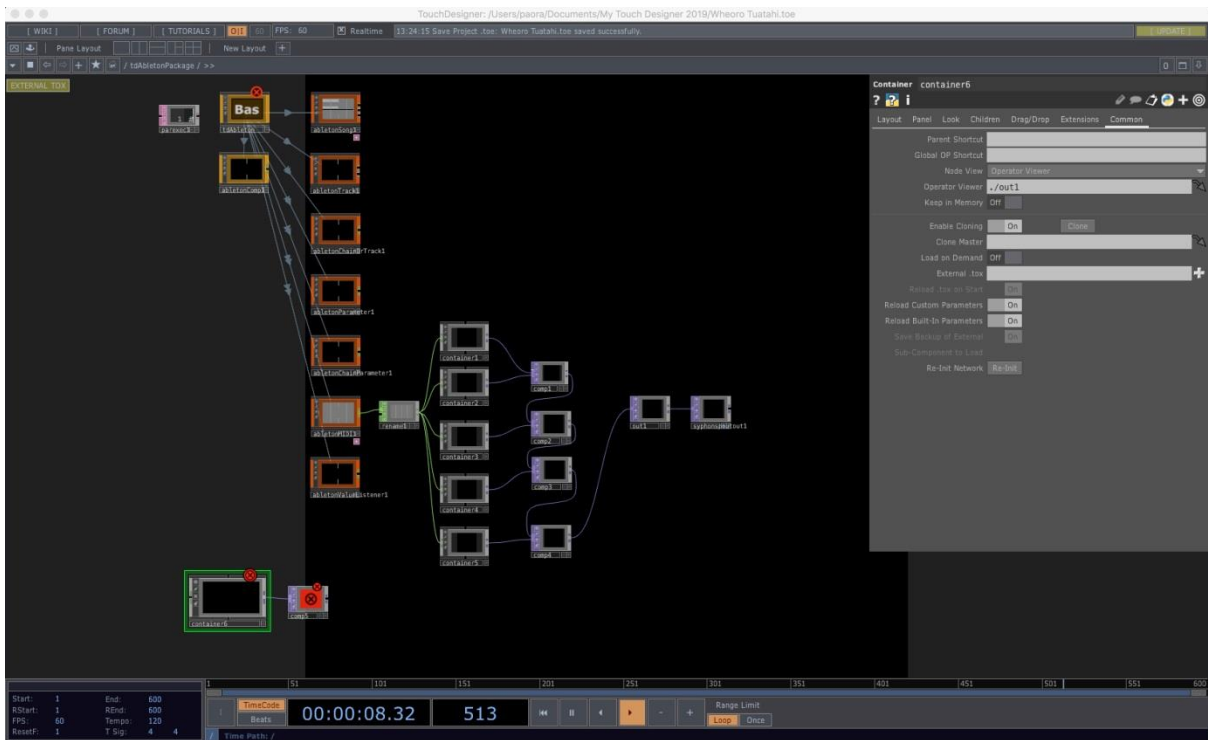 TouchDesigner: /Users/paora/Documents/My Touch Designer 2019/Wheoro Tuatahi.toe
[ WIKI ] [ FORUM ] [ TUTORIALS ] O|I 60 FPS: 60 Realtime 13:24:15 Save Project .toe: Wheoro Tuatahi.toe saved successfully. [ UPDATE ]
Pane Layout New Layout +
/ tdAbletonPackage / >>
EXTERNAL TOX
Bas
abletonSong1
abletonComp1
abletonTrack1
abletonChainOrTrack1
abletonParameter1
abletonChainParameter1
abletonMIDI1
rename1
abletonValueListener1
container1
container2
container3
container4
container5
comp1
comp2
comp3
comp4
out1
syphonspoutout1
container6
comp5
Container container6
? ? i
Layout Panel Look Children Drag/Drop Extensions Common
Parent Shortcut
Global OP Shortcut
Node View Operator Viewer
Operator Viewer ./out1
Keep in Memory Off
Enable Cloning On Clone
Clone Master
Load on Demand Off
External .tox
Reload .tox on Start On
Reload Custom Parameters On
Reload Built-In Parameters On
Save Backup of External On
Sub-Component to Load
Re-Init Network Re-Init
1 51 101 151 201 251 301 351 401 451 501 551 600
Start: 1 End: 600
RStart: 1 REnd: 600
FPS: 60 Tempo: 120
ResetF: 1 T Sig: 4 4
TimeCode
Beats
00:00:08.32 513
Range Limit
Loop Once
/ Time Path: /